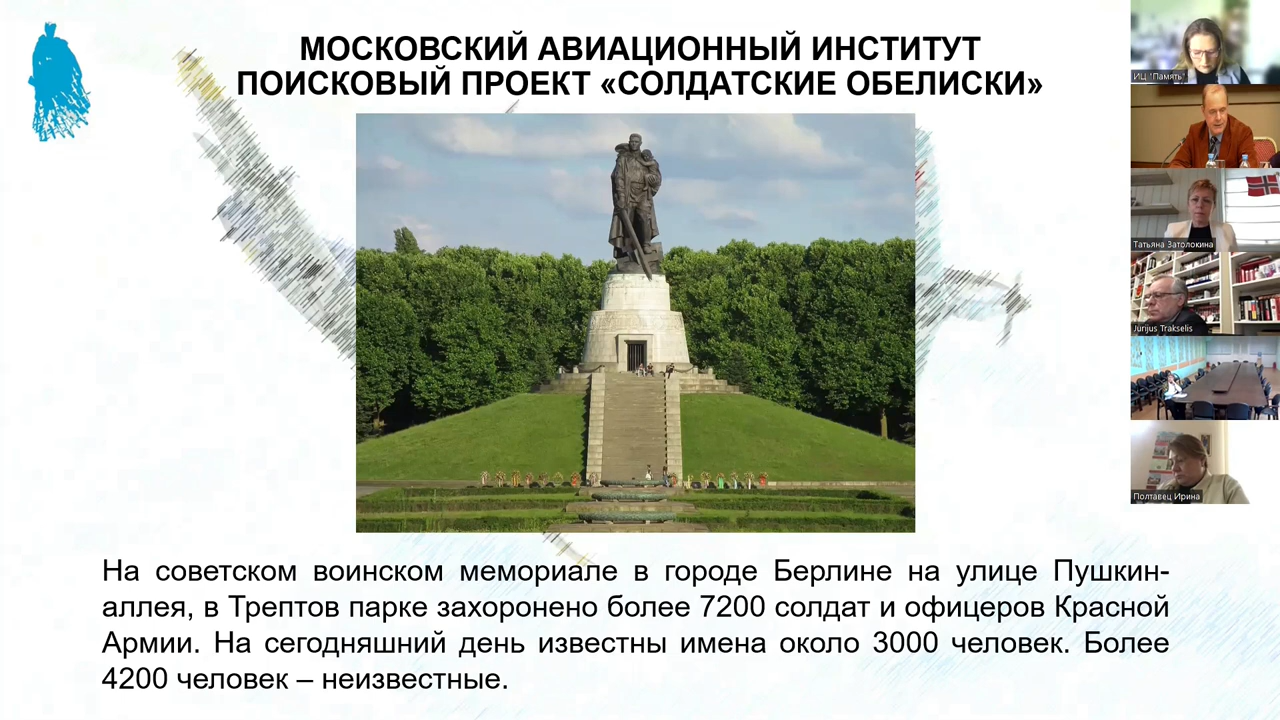 МОСКОВСКИЙ АВИАЦИОННЫЙ ИНСТИТУТ
ПОИСКОВЫЙ ПРОЕКТ «СОЛДАТСКИЕ ОБЕЛИСКИ»
ИЦ "Память"
Татьяна Затолокина
Jurijus Trakselis
Полтавец Ирина
На советском воинском мемориале в городе Берлине на улице Пушкин-
аллея, в Трептов парке захоронено более 7200 солдат и офицеров Красной
Армии. На сегодняшний день известны имена около 3000 человек. Более
4200 человек – неизвестные.